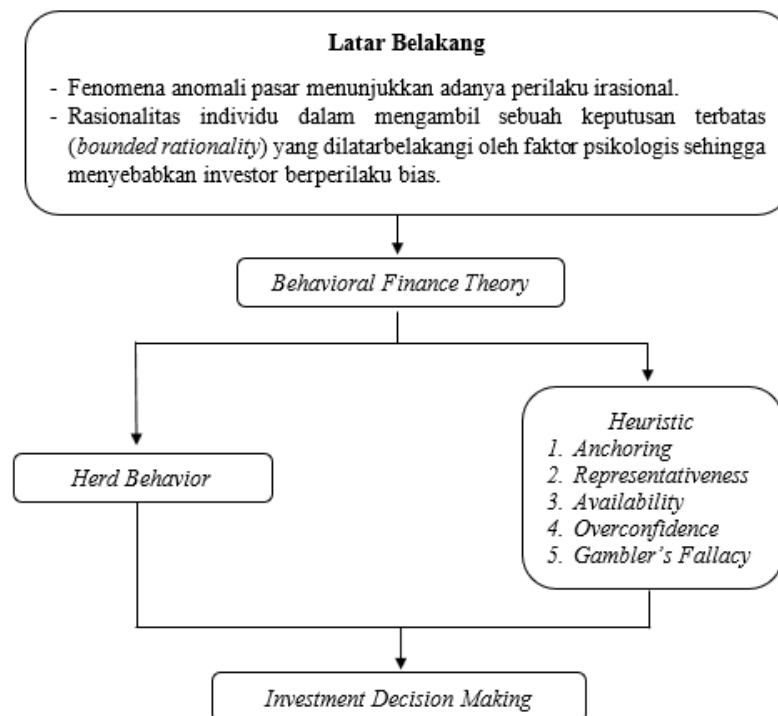 Latar Belakang
- Fenomena anomali pasar menunjukkan adanya perilaku irasional.
- Rasionalitas individu dalam mengambil sebuah keputusan terbatas
(bounded rationality) yang dilatarbelakangi oleh faktor psikologis sehingga
menyebabkan investor berperilaku bias.
Behavioral Finance Theory
Herd Behavior
Heuristic
1. Anchoring
2. Representativeness
3. Availability
4. Overconfidence
5. Gambler’s Fallacy
Investment Decision Making